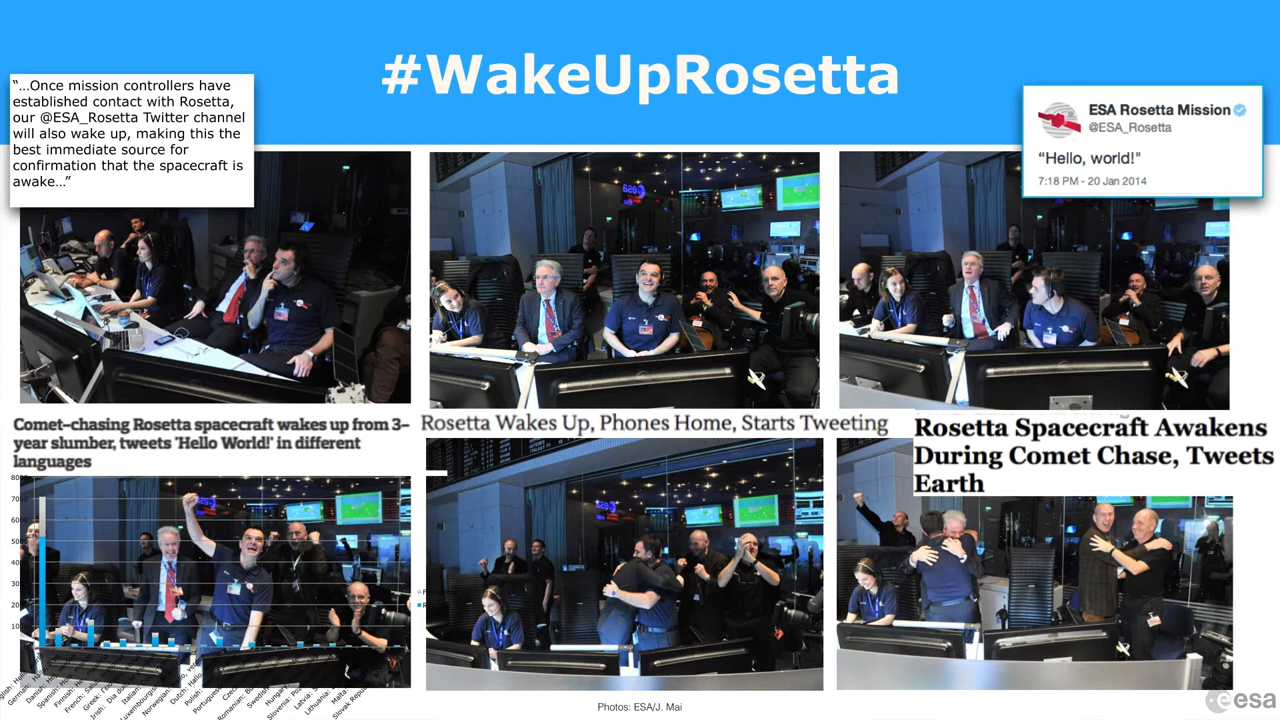 #WakeUpRosetta
“…Once mission controllers have
established contact with Rosetta,
our @ESA_Rosetta Twitter channel
will also wake up, making this the
best immediate source for
confirmation that the spacecraft is
awake…”
ESA Rosetta Mission
@ESA_Rosetta
“Hello, world!"
7:18 PM - 20 Jan 2014
Comet-chasing Rosetta spacecraft wakes up from 3-
year slumber, tweets 'Hello World!' in different
languages
Rosetta Wakes Up, Phones Home, Starts Tweeting
Rosetta Spacecraft Awakens
During Comet Chase, Tweets
Earth
Photos: ESA/J. Mai
esa